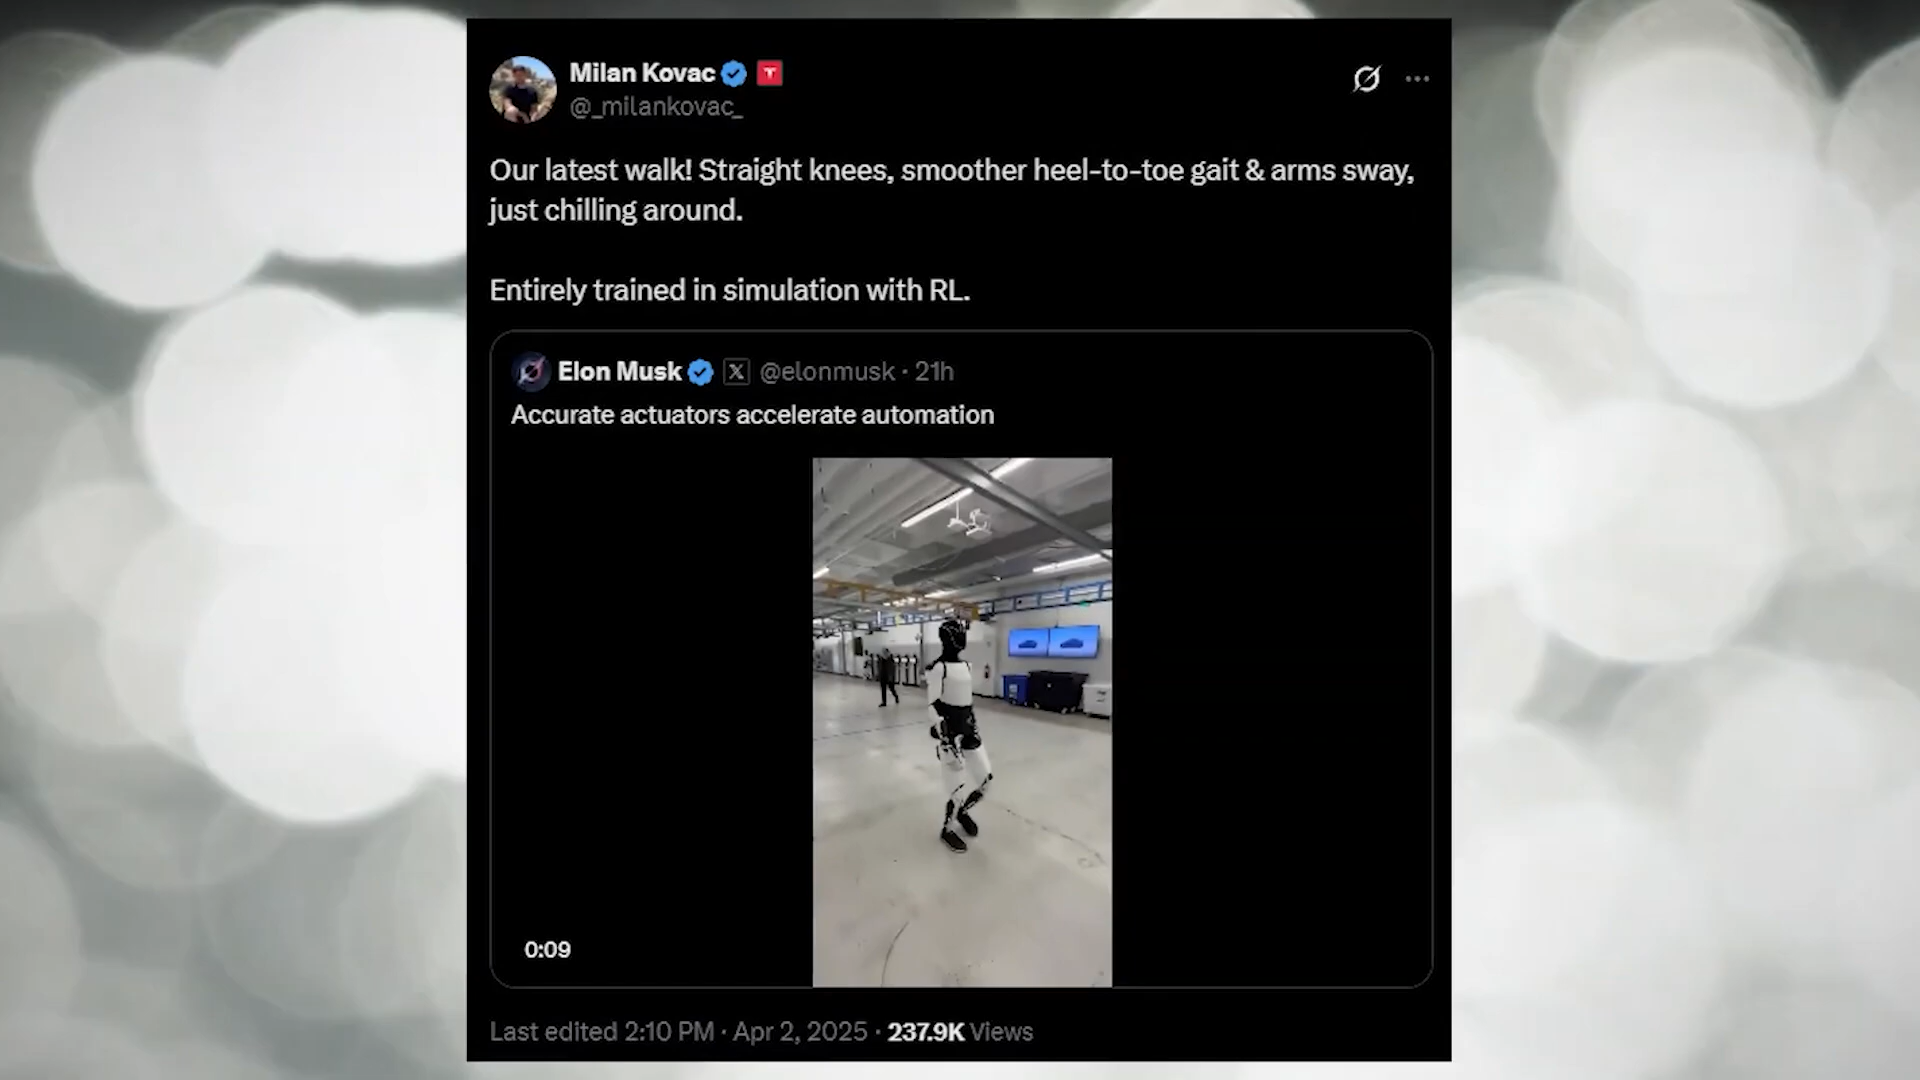 Milan Kovac
@_milankovac_
Our latest walk! Straight knees, smoother heel-to-toe gait & arms sway,
just chilling around.
Entirely trained in simulation with RL.
Elon Musk @elonmusk · 21h
Accurate actuators accelerate automation
0:09
Last edited 2:10 PM · Apr 2, 2025 · 237.9K Views